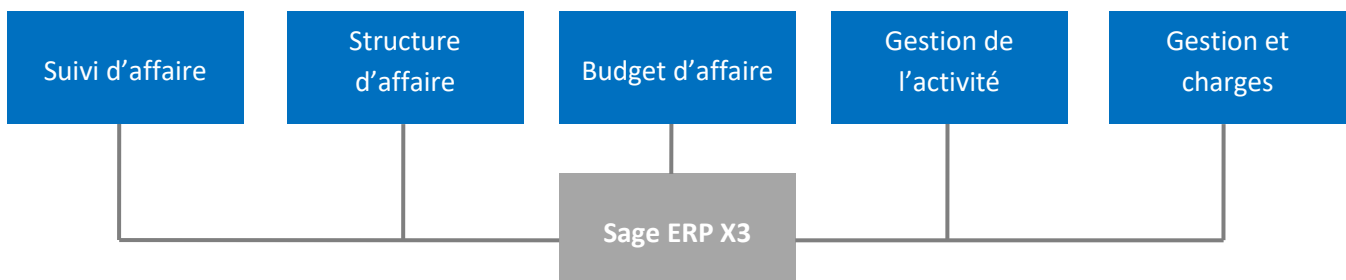 Suivi d’affaire
Structure
d’affaire
Budget d’affaire
Gestion de
l’activité
Gestion et
charges
Sage ERP X3